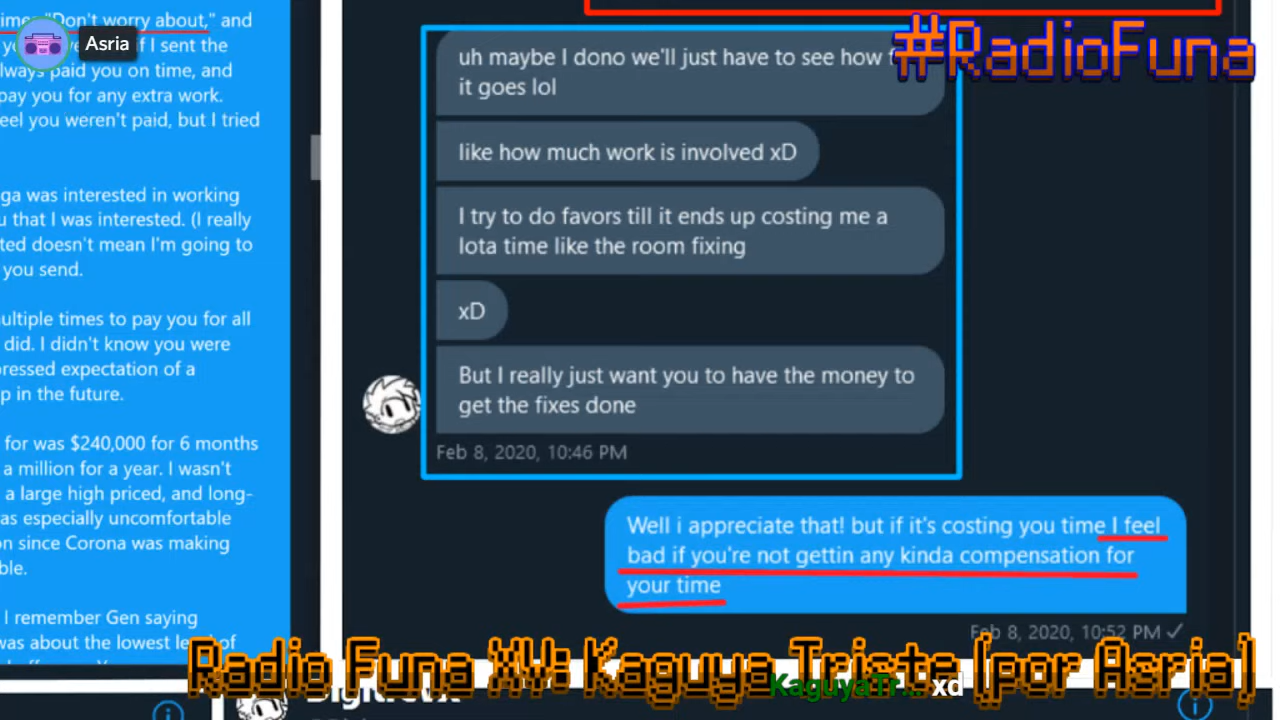 imes "Don't worry about," and
if I sent the
lways paid you on time, and
pay you for any extra work.
eel you weren't paid, but I tried
ga was interested in working
u that I was interested. (I really
ted doesn't mean I'm going to
you send.
ultiple times to pay you for all
did. I didn't know you were
ressed expectation of a
p in the future.
for was $240,000 for 6 months
a million for a year. I wasn't
a large high priced, and long-
as especially uncomfortable
on since Corona was making
ble.
I remember Gen saying
was about the lowest level of
Asria
#RadioFuna
uh maybe I dono we'll just have to see how
it goes lol
like how much work is involved xD
I try to do favors till it ends up costing me a
lota time like the room fixing
xD
But I really just want you to have the money to
get the fixes done
Feb 8, 2020, 10:46 PM
Well i appreciate that! but if it's costing you time I feel
bad if you're not gettin any kinda compensation for
your time
Feb 8, 2020, 10:52 PM
Radio Funa XV: Kaguya Triste (por Asria)
KaguyaTr... xd